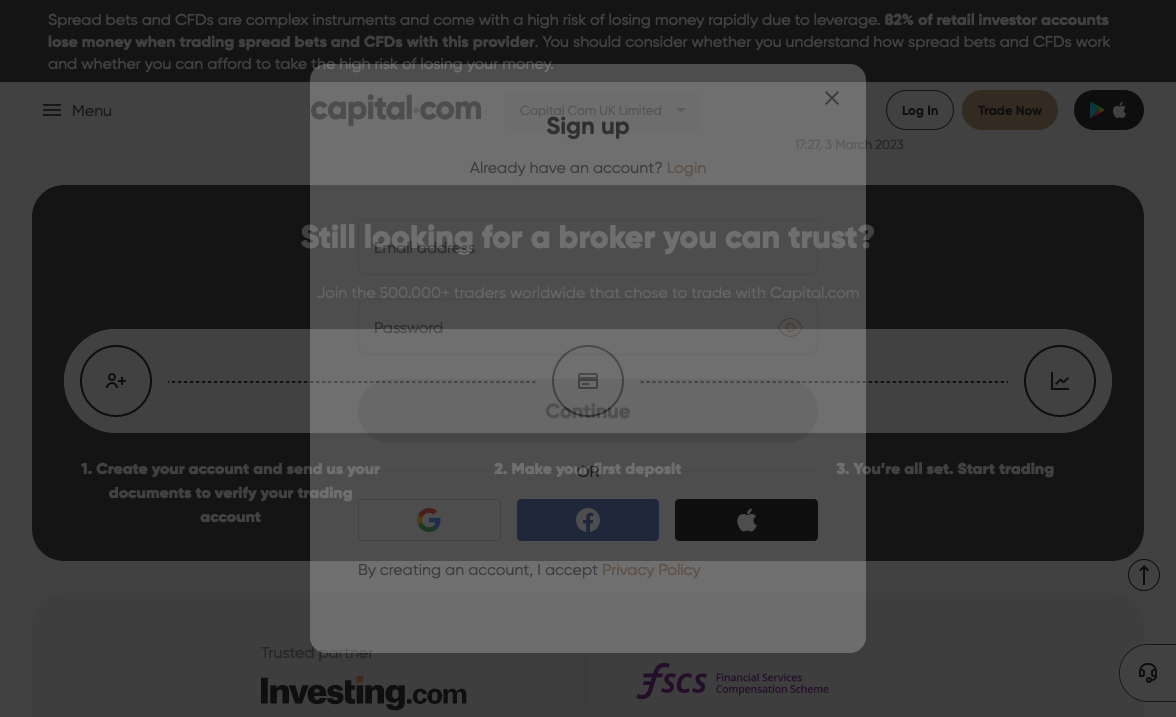 Spread bets and CFDs are complex instruments and come with a high risk of losing money rapidly due to leverage. 82% of retail investor accounts
lose money when trading spread bets and CFDs with this provider. You should consider whether you understand how spread bets and CFDs work
and whether you can afford to take the high risk of losing your money.
Menu
capital.com
Capital Com UK Limited
Log In
Trade Now
Sign up
17:27, 3 March 2023
Already have an account? Login
Still looking for a broker you can trust?
Email address
Join the 500.000+ traders worldwide that chose to trade with Capital.com
Password
Continue
1. Create your account and send us your
documents to verify your trading
account
2. Make your first deposit
OR
3. You're all set. Start trading
By creating an account, I accept Privacy Policy
Trusted partner
Investing.com
fscs Financial Services
Compensation Scheme